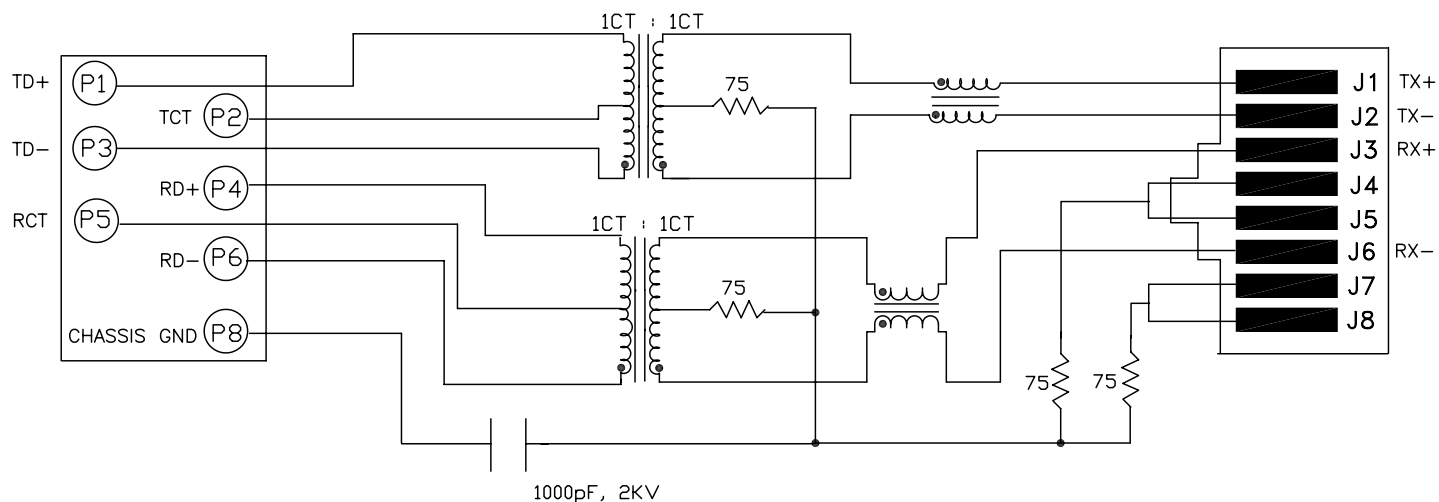 1CT : 1CT
TD+ P1
TCT P2
TD- P3
RD+ P4
RCT P5
RD- P6
CHASSIS GND P8
75
1CT : 1CT
75
1000pF, 2KV
75
75
J1 TX+
J2 TX-
J3 RX+
J4
J5
J6 RX-
J7
J8